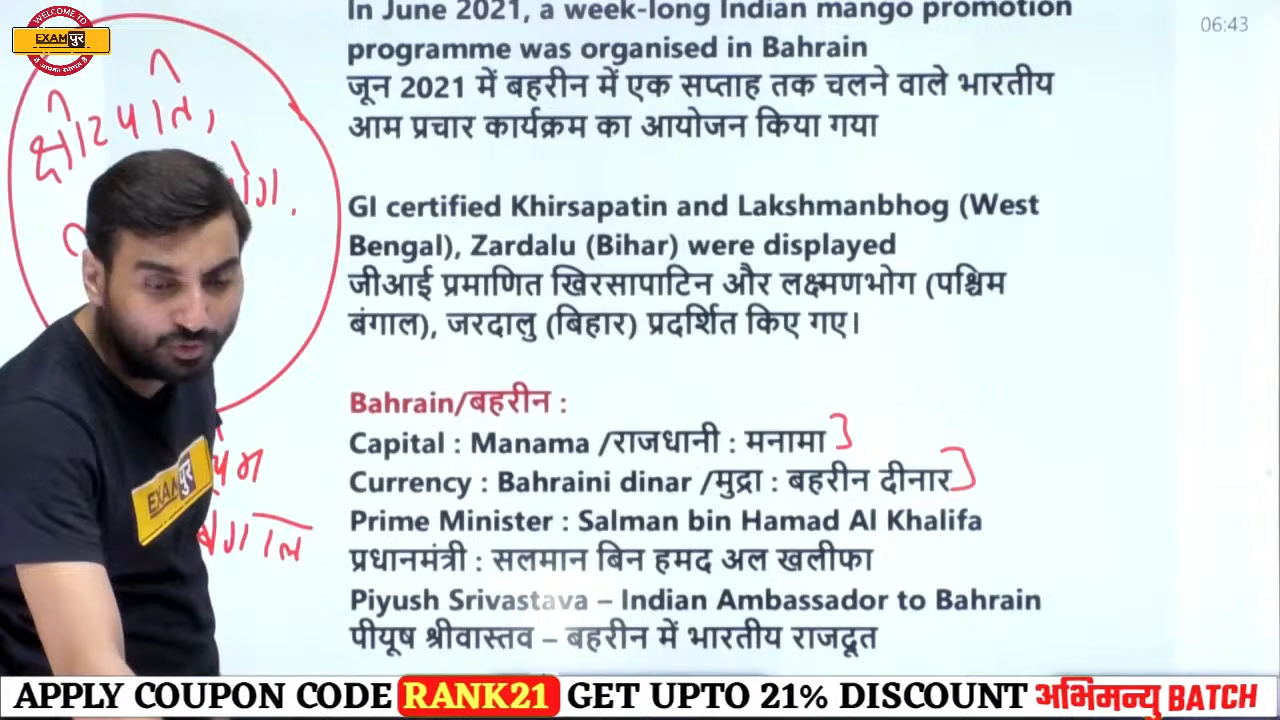 WELCOME TO
EXAMपुर
06:43
In June 2021, a week-long Indian mango promotion
programme was organised in Bahrain
जून 2021 में बहरीन में एक सप्ताह तक चलने वाले भारतीय
आम प्रचार कार्यक्रम का आयोजन किया गया
GI certified Khirsapatin and Lakshmanbhog (West
Bengal), Zardalu (Bihar) were displayed
जीआई प्रमाणित खिरसापाटिन और लक्ष्मणभोग (पश्चिम
बंगाल), जरदालु (बिहार) प्रदर्शित किए गए।
Bahrain/बहरीन :
Capital : Manama /राजधानी : मनामा
Currency : Bahraini dinar /मुद्रा : बहरीन दीनार
Prime Minister : Salman bin Hamad Al Khalifa
प्रधानमंत्री : सलमान बिन हमद अल खलीफा
Piyush Srivastava – Indian Ambassador to Bahrain
पीयूष श्रीवास्तव – बहरीन में भारतीय राजदूत
बंगाल
EXAMपुर
APPLY COUPON CODE RANK21 GET UPTO 21% DISCOUNT अभिमन्यु BATCH